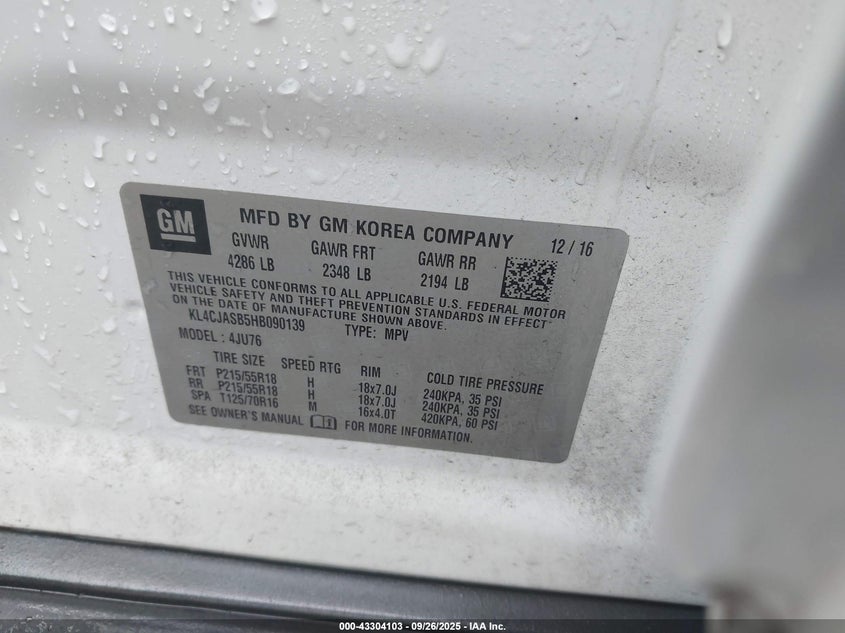 GM
MFD BY GM KOREA COMPANY 12 / 16
GVWR GAWR FRT GAWR RR
4286 LB 2348 LB 2194 LB
THIS VEHICLE CONFORMS TO ALL APPLICABLE U.S. FEDERAL MOTOR
VEHICLE SAFETY AND THEFT PREVENTION STANDARDS IN EFFECT
ON THE DATE OF MANUFACTURE SHOWN ABOVE.
KL4CJASB5HB090139 TYPE: MPV
MODEL : 4JU76
TIRE SIZE SPEED RTG RIM COLD TIRE PRESSURE
FRT P215/55R18 H 18x7.0J 240KPA, 35 PSI
RR P215/55R18 H 18x7.0J 240KPA, 35 PSI
SPA T125/70R16 M 16x4.0T 420KPA, 60 PSI
SEE OWNER'S MANUAL FOR MORE INFORMATION.
000-43304103 - 09/26/2025 - IAA Inc.